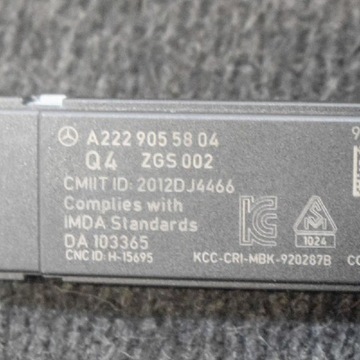 A 222 905 58 04
Q4 ZGS 002
CMIIT ID: 2012DJ4466
Complies with
IMDA Standards
DA 103365
CNC ID: H-15695
1024
KCC-CRI-MBK-920287B